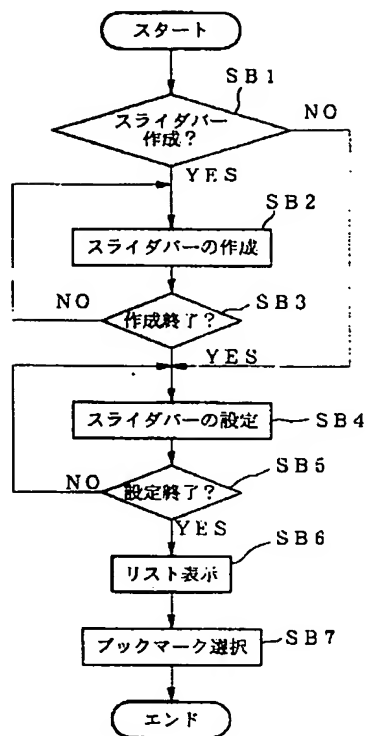 スタート
SB1
スライダバー
作成?
NO
YES
SB2
スライダバーの作成
NO
SB3
作成終了?
YES
スライダバーの設定
SB4
NO
SB5
設定終了?
YES
SB6
リスト表示
ブックマーク選択
SB7
エンド